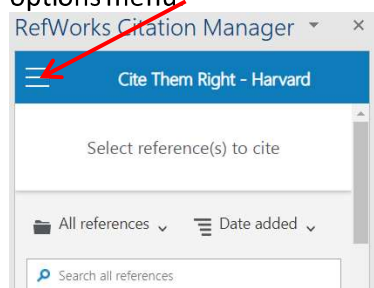 options menu
RefWorks Citation Manager
Cite Them Right - Harvard
Select reference(s) to cite
All references Date added
Search all references